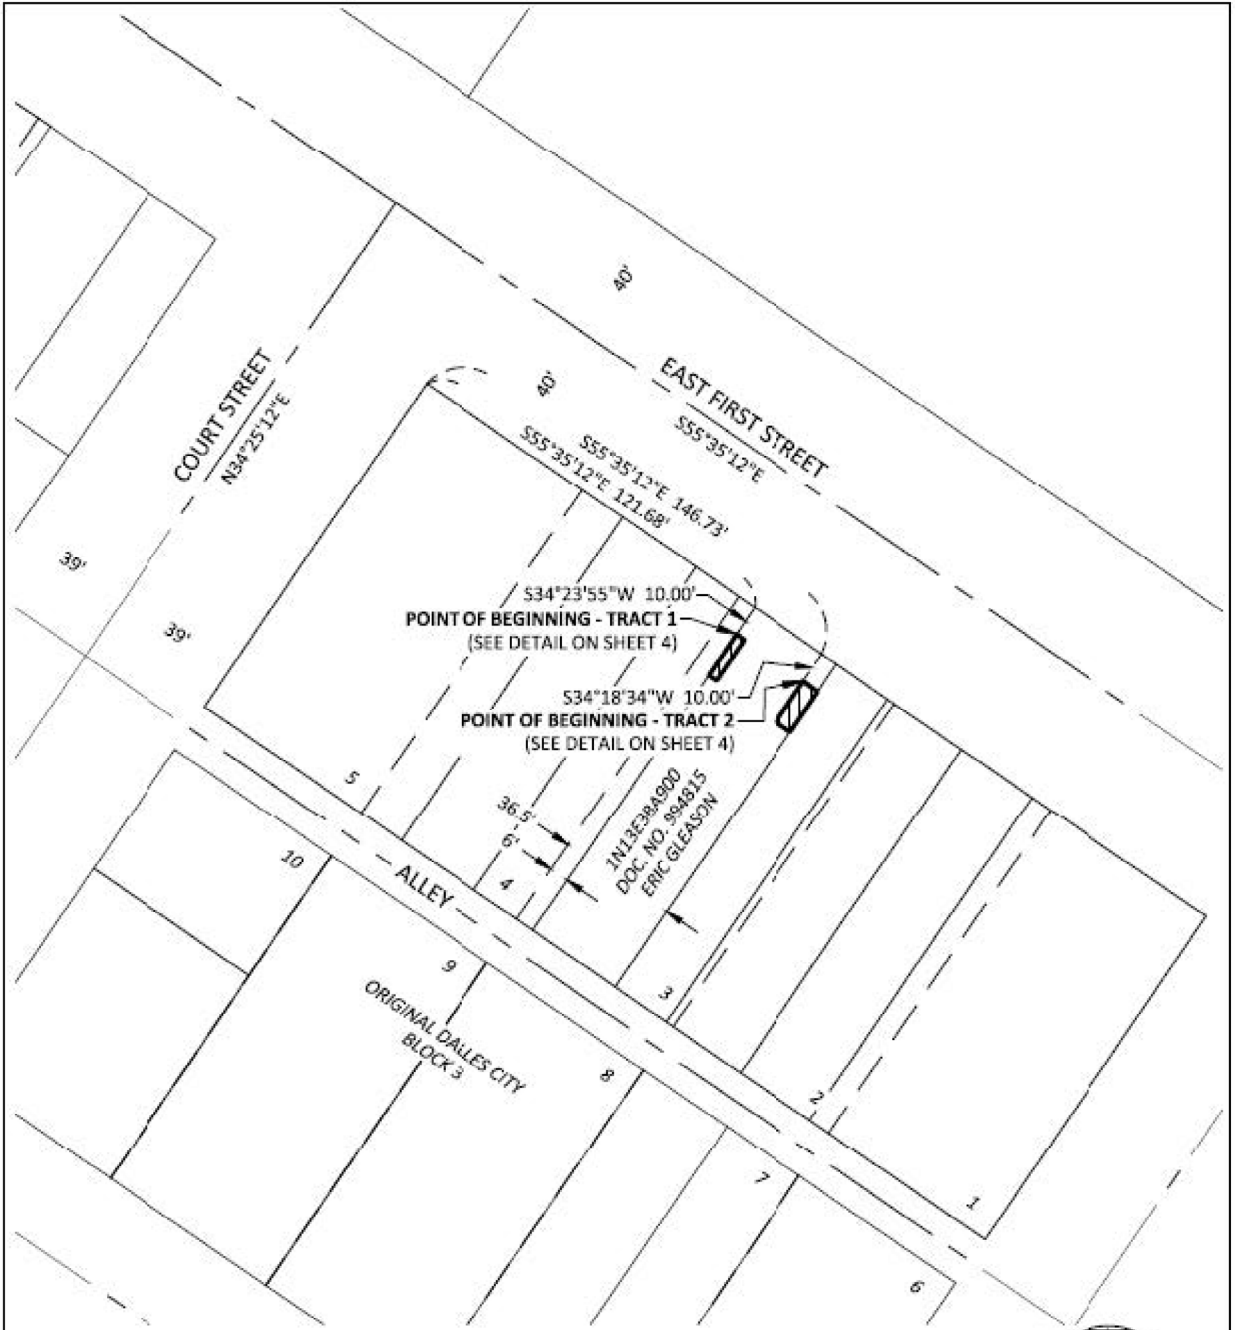 40'
EAST FIRST STREET
S55°35'12"E
40'
COURT STREET
N34°25'12"E
S55°35'12"E 146.73'
S55°35'12"E 121.68'
39'
39'
S34°23'55"W 10.00'
POINT OF BEGINNING - TRACT 1
(SEE DETAIL ON SHEET 4)
S34°18'34"W 10.00'
POINT OF BEGINNING - TRACT 2
(SEE DETAIL ON SHEET 4)
1N13E3BA900
DOC. NO. 994815
ERIC GLEASON
36.5'
6'
5
10
ALLEY
4
9
3
ORIGINAL DALLES CITY
BLOCK 3
8
2
7
1
6